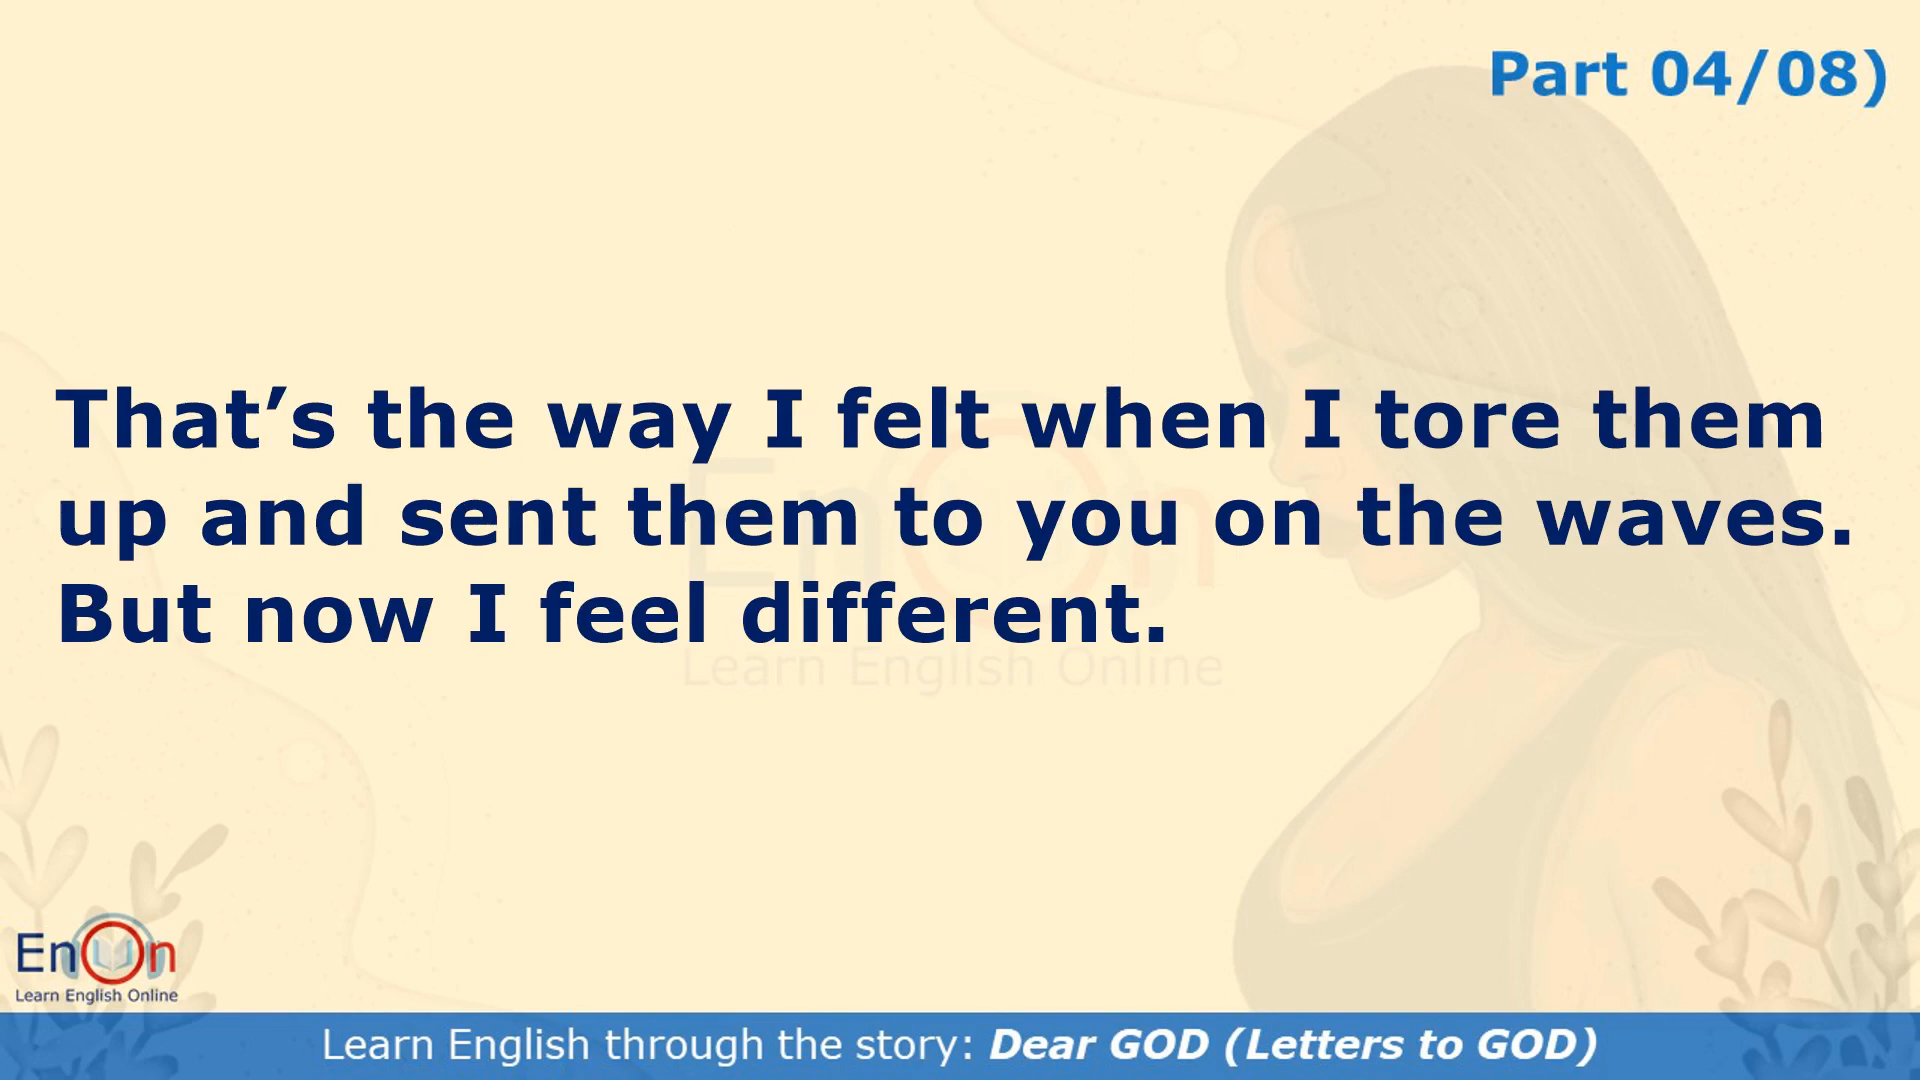 Part 04/08)
That’s the way I felt when I tore them
up and sent them to you on the waves.
But now I feel different.
EnOn
Learn English Online
EnOn
Learn English Online
Learn English through the story: Dear GOD (Letters to GOD)